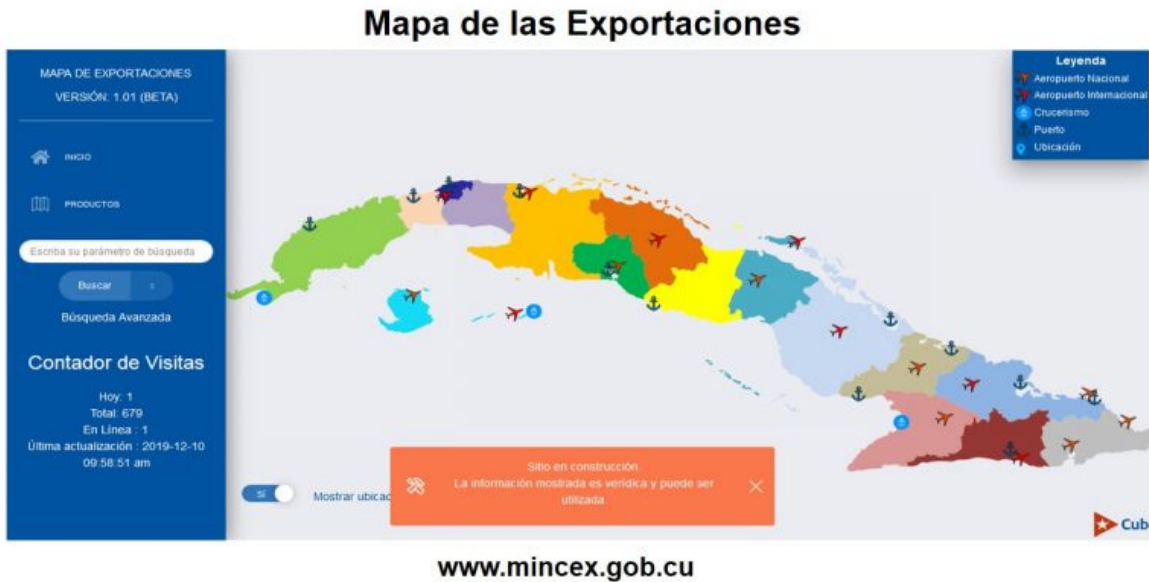 Mapa de las Exportaciones
MAPA DE EXPORTACIONES
VERSIÓN: 1.01 (BETA)
INICIO
PRODUCTOS
Escriba su parámetro de búsqueda
Buscar
Búsqueda Avanzada
Contador de Visitas
Hoy: 1
Total: 679
En Línea : 1
Última actualización : 2019-12-10
09:58:51 am
Leyenda
Aeropuerto Nacional
Aeropuerto Internacional
Crucerismo
Puerto
Ubicación
SI
Mostrar ubicac
Sitio en construcción
La información mostrada es verídica y puede ser
utilizada
Cub
www.mincex.gob.cu